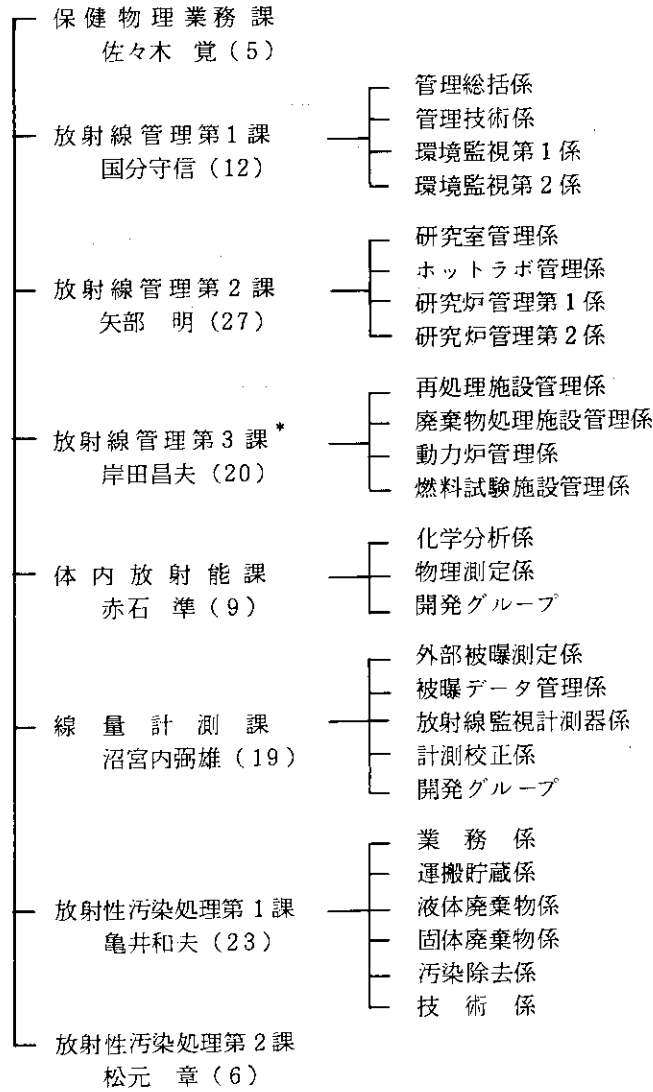 保健物理業務課
佐々木 覚(5)
放射線管理第1課
国分守信(12)
管理総括係
管理技術係
環境監視第1係
環境監視第2係
放射線管理第2課
矢部 明(27)
研究室管理係
ホットラボ管理係
研究炉管理第1係
研究炉管理第2係
放射線管理第3課*
岸田昌夫(20)
再処理施設管理係
廃棄物処理施設管理係
動力炉管理係
燃料試験施設管理係
体内放射能課
赤石 準(9)
化学分析係
物理測定係
開発グループ
線量計測課
沼宮内弼雄(19)
外部被曝測定係
被曝データ管理係
放射線監視計測器係
計測校正係
開発グループ
放射性汚染処理第1課
亀井和夫(23)
業務係
運搬貯蔵係
液体廃棄物係
固体廃棄物係
汚染除去係
技術係
放射性汚染処理第2課
松元 章(6)